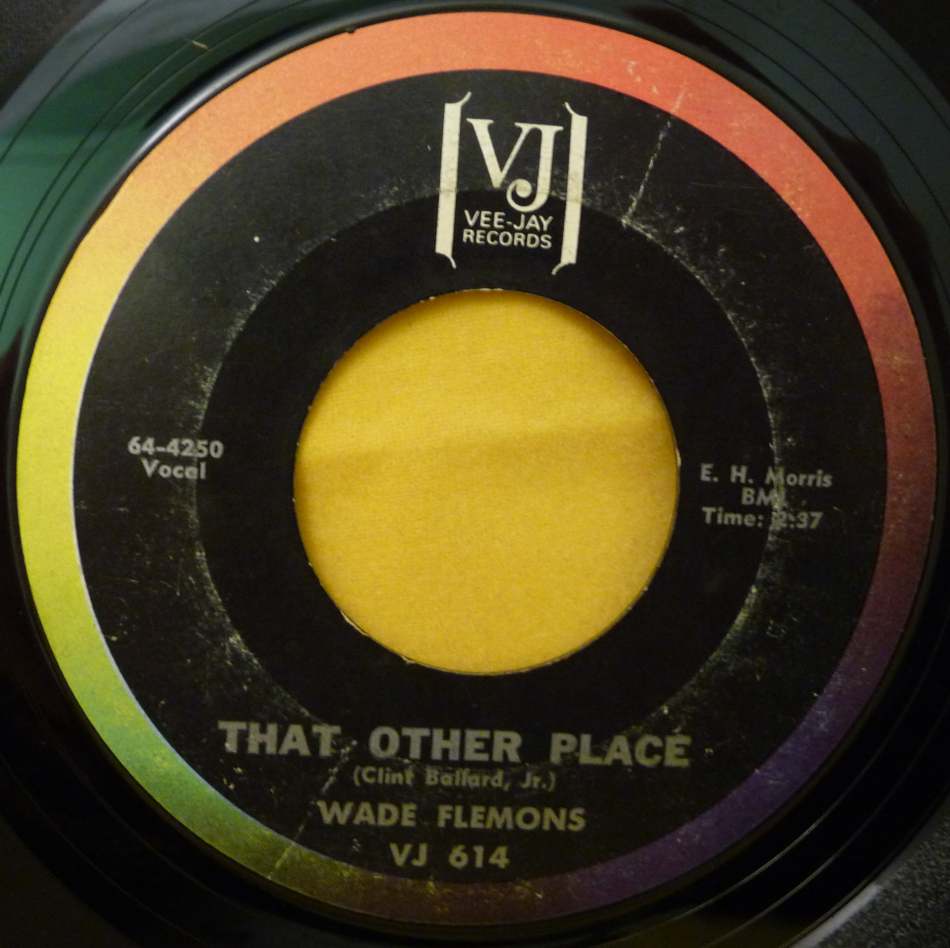 VJ
VEE-JAY
RECORDS
64-4250
Vocal
E. H. Morris
BMI
Time: 2:37
THAT OTHER PLACE
(Clint Ballard, Jr.)
WADE FLEMONS
VJ 614